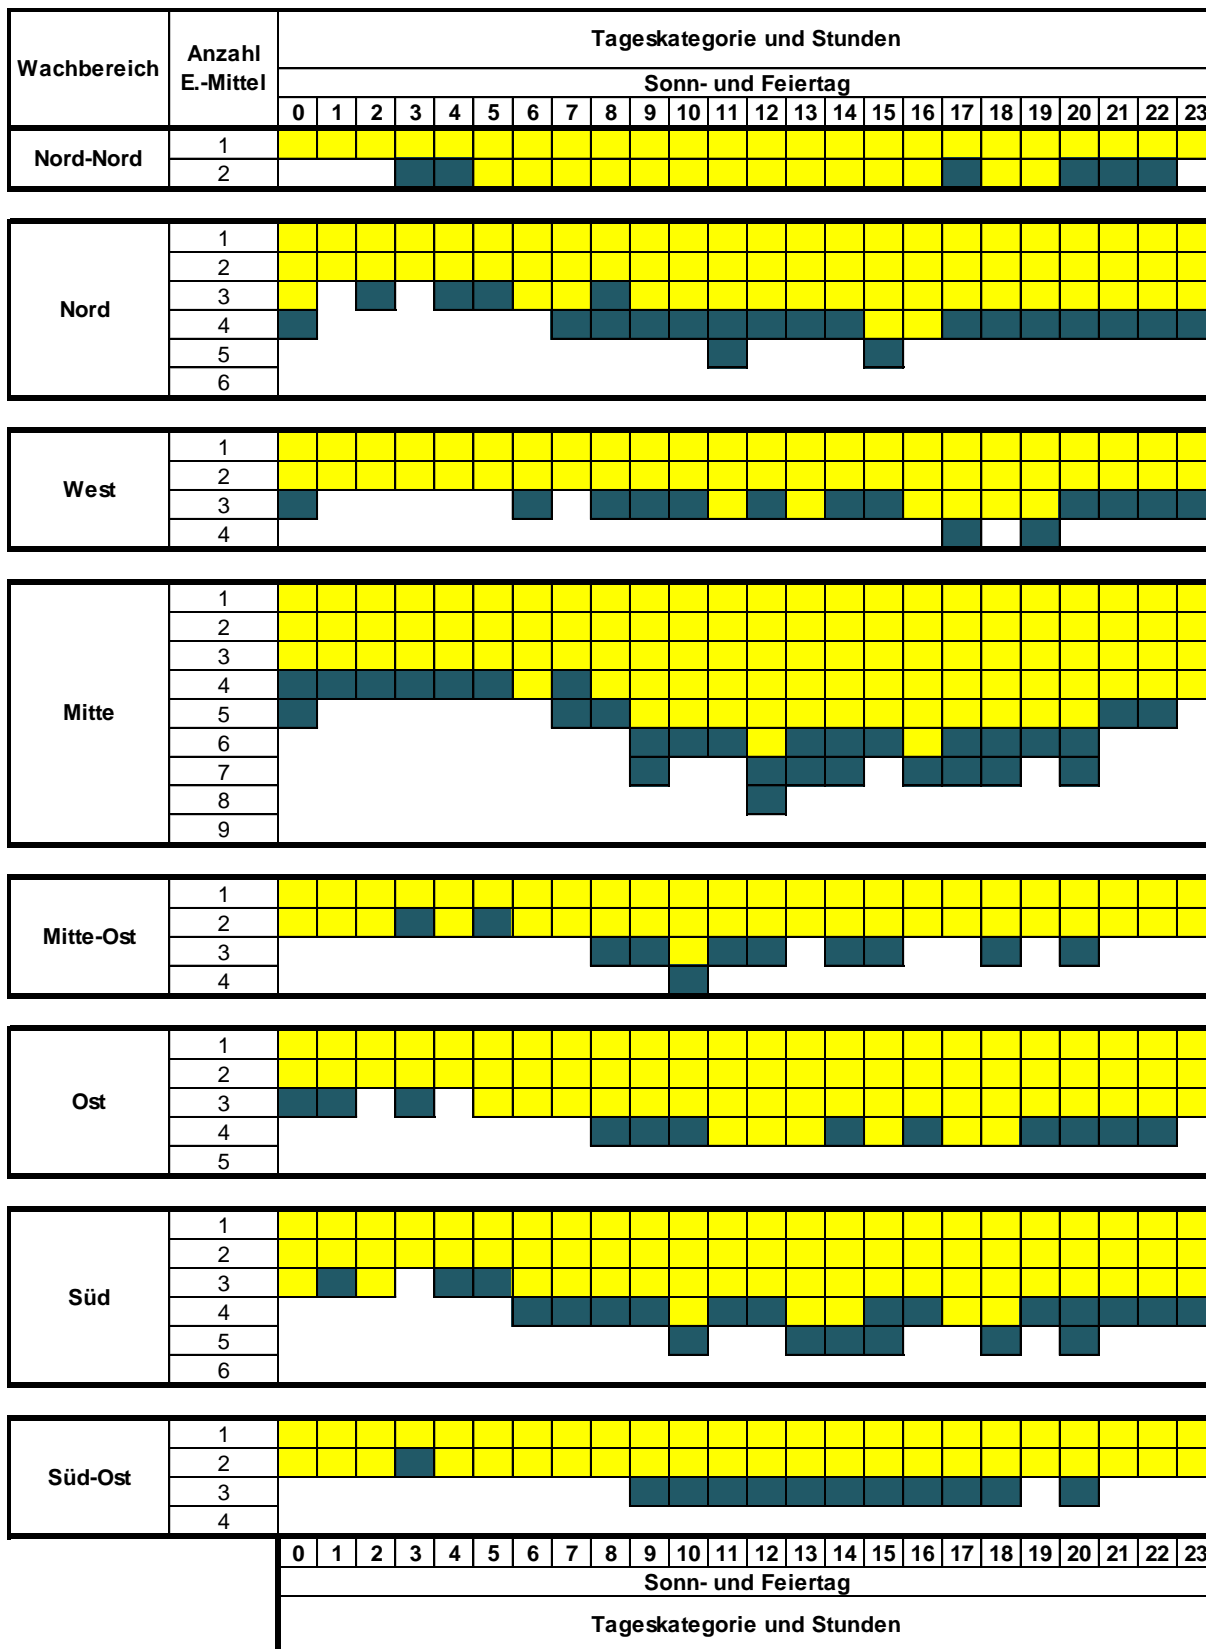 Wachbereich Anzahl E.-Mittel Tageskategorie und Stunden
Sonn- und Feiertag
0 1 2 3 4 5 6 7 8 9 10 11 12 13 14 15 16 17 18 19 20 21 22 23
Nord-Nord
1
2
Nord
1
2
3
4
5
6
West
1
2
3
4
Mitte
1
2
3
4
5
6
7
8
9
Mitte-Ost
1
2
3
4
Ost
1
2
3
4
5
Süd
1
2
3
4
5
6
Süd-Ost
1
2
3
4
0 1 2 3 4 5 6 7 8 9 10 11 12 13 14 15 16 17 18 19 20 21 22 23
Sonn- und Feiertag
Tageskategorie und Stunden